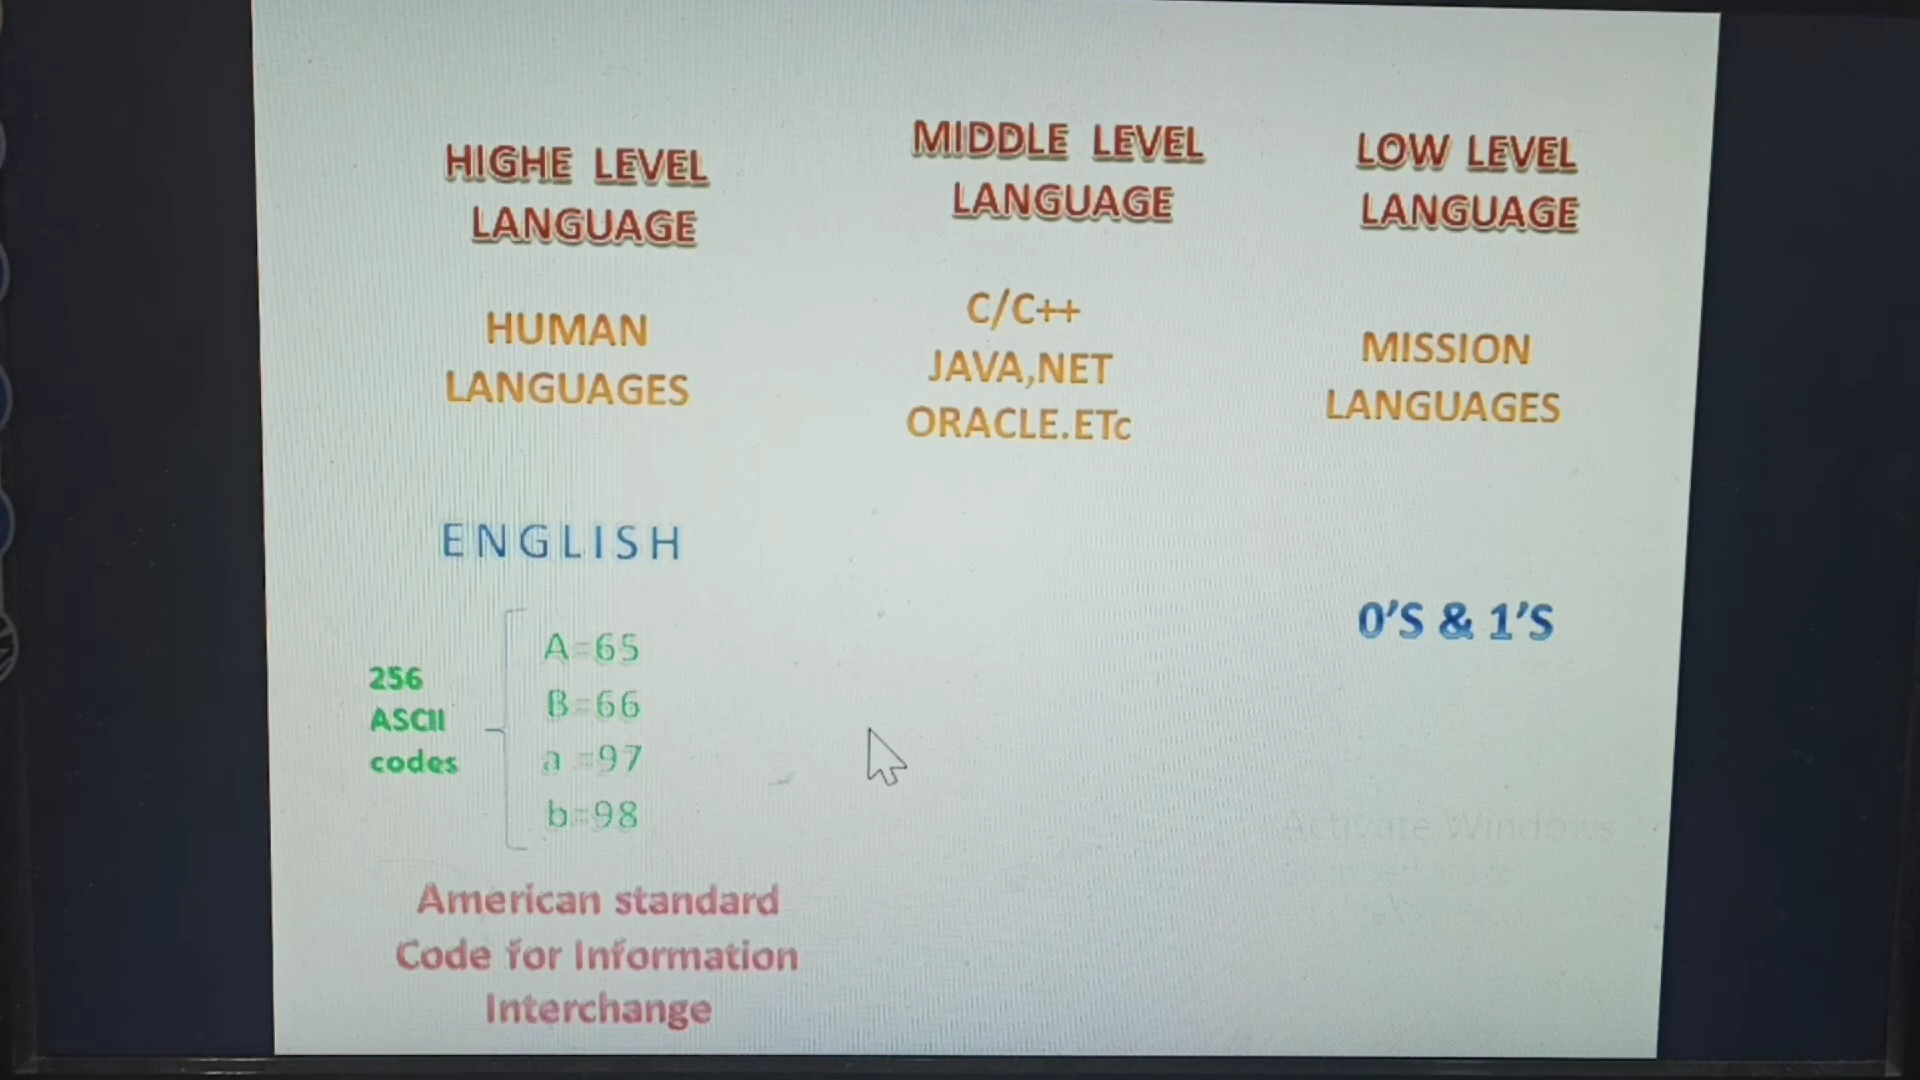 HIGHE LEVEL
LANGUAGE
HUMAN
LANGUAGES
ENGLISH
256
ASCII
codes
A=65
B=66
a =97
b=98
American standard
Code for Information
Interchange
MIDDLE LEVEL
LANGUAGE
C/C++
JAVA,NET
ORACLE.ETc
LOW LEVEL
LANGUAGE
MISSION
LANGUAGES
0'S & 1'S
Activate Windows